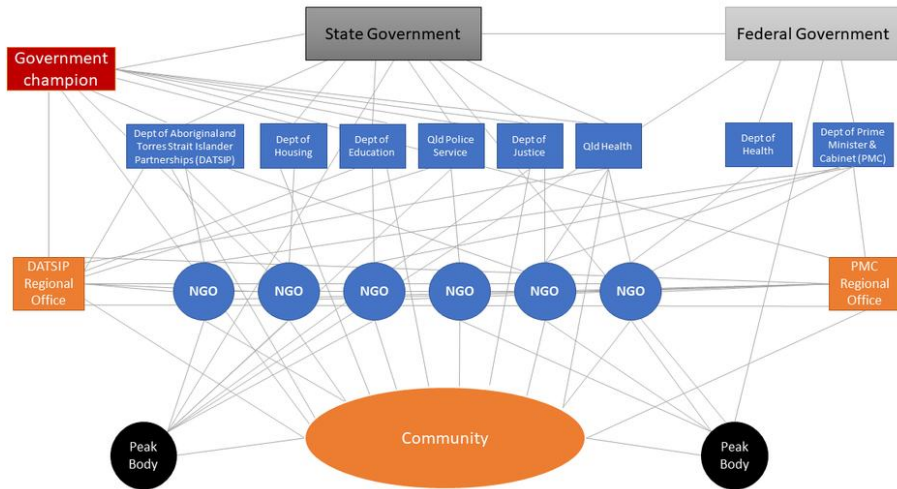 State Government
Federal Government
Government
champion
Dept of Aboriginal and
Torres Strait Islander
Partnerships (DATSIP)
Dept of
Housing
Dept of
Education
Qld Police
Service
Dept of
Justice
Qld Health
Dept of
Health
Dept of Prime
Minister &
Cabinet (PMC)
DATSIP
Regional
Office
NGO
NGO
NGO
NGO
NGO
NGO
PMC
Regional
Office
Peak
Body
Community
Peak
Body